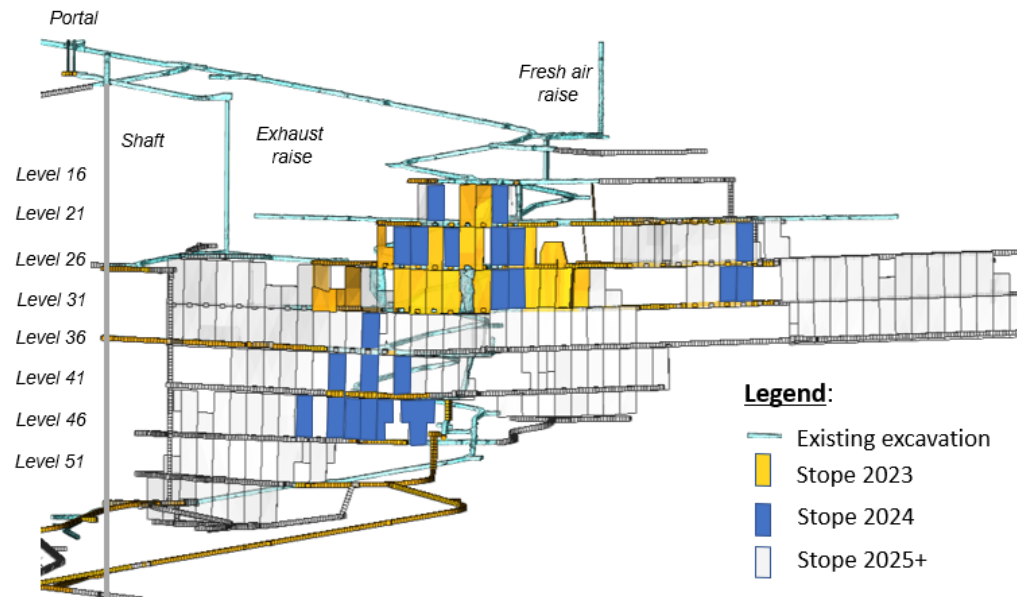 Portal
Fresh air
raise
Shaft
Exhaust
raise
Level 16
Level 21
Level 26
Level 31
Level 36
Level 41
Level 46
Level 51
Legend:
Existing excavation
Stope 2023
Stope 2024
Stope 2025+